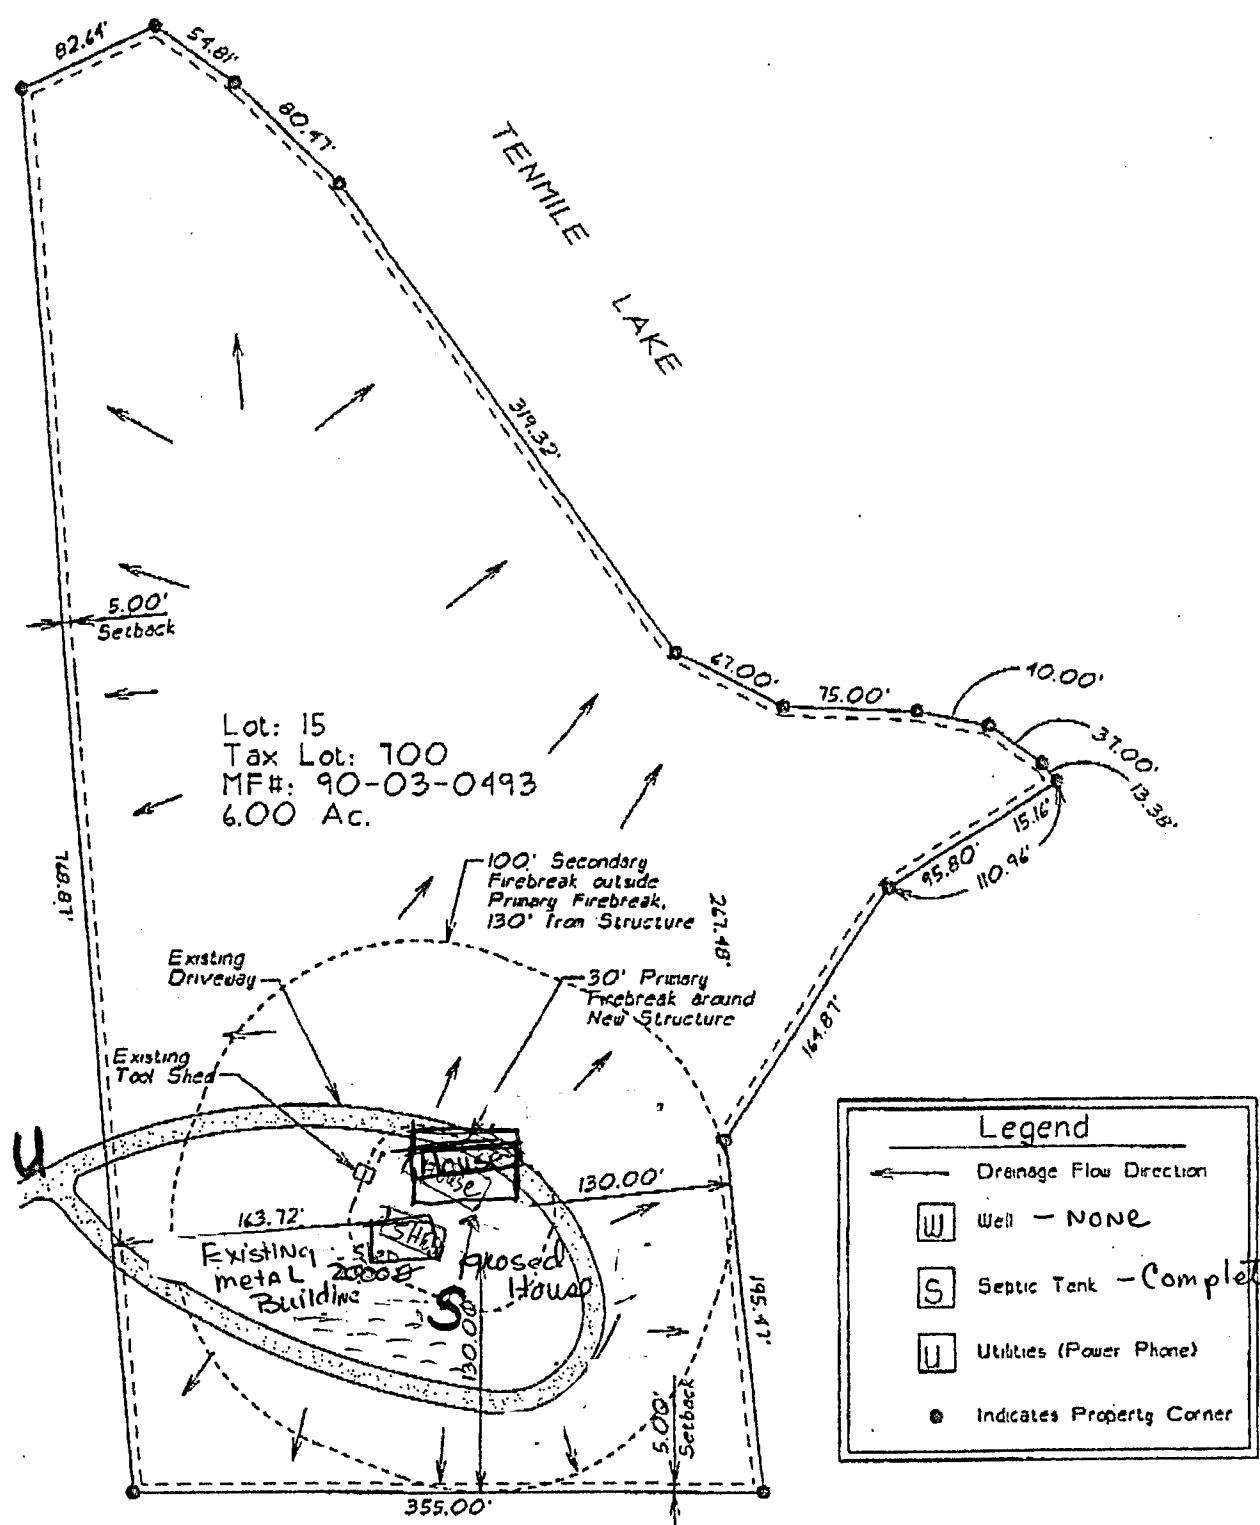 82.64'
54.81'
80.47'
TENMILE
LAKE
319.32'
5.00'
Setback
67.00'
75.00'
40.00'
37.00'
13.38'
15.16'
95.80'
110.96'
Lot: 15
Tax Lot: 700
MF#: 90-03-0493
6.00 Ac.
768.87'
100' Secondary
Firebreak outside
Primary Firebreak,
130' from Structure
267.48'
164.87'
Existing
Driveway
30' Primary
Firebreak around
New Structure
Existing
Tool Shed
U
House
130.00'
163.72'
Existing
metal
Building
Shed
posed
House
S
130.00'
195.47'
5.00'
Setback
355.00'
Legend
Drainage Flow Direction
W Well - NONE
S Septic Tank - Complet
U Utilities (Power Phone)
Indicates Property Corner